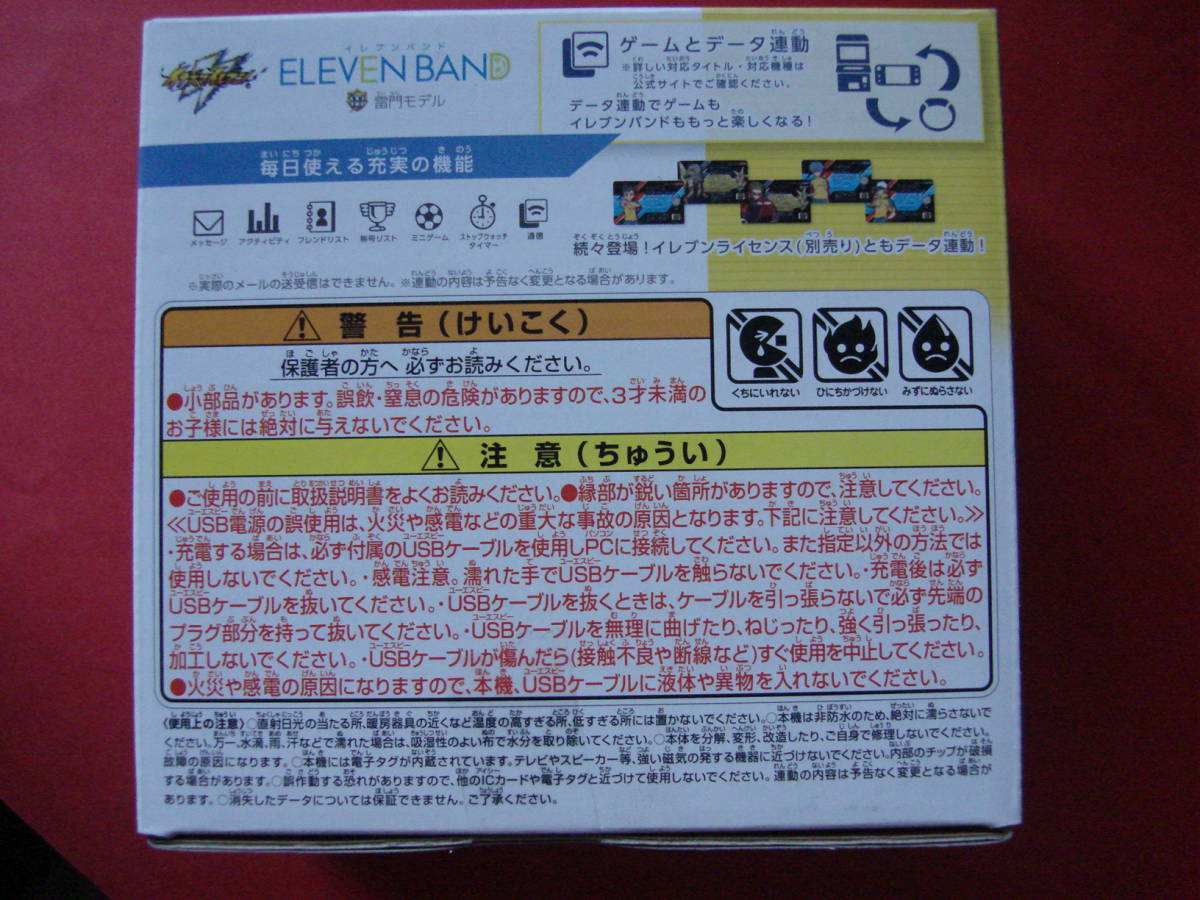 イレブンバンド
ELEVEN BAND
雷門モデル
ゲームとデータ連動
※詳しい対応タイトル・対応機種は
公式サイトでご確認ください。
データ連動でゲームも
イレブンバンドももっと楽しくなる!
毎日使える充実の機能
メッセージ アクティビティ フレンドリスト 称号リスト ミニゲーム ストップウォッチ タイマー 通信
続々登場!イレブンライセンス(別売り)ともデータ連動!
※実際のメールの送受信はできません。※連動の内容は予告なく変更となる場合があります。
⚠ 警告(けいこく)
保護者の方へ 必ずお読みください。
●小部品があります。誤飲・窒息の危険がありますので、3才未満の
お子様には絶対に与えないでください。
くちにいれない ひにちかづけない みずにぬらさない
⚠ 注意(ちゅうい)
●ご使用の前に取扱説明書をよくお読みください。●縁部が鋭い箇所がありますので、注意してください。
≪USB電源の誤使用は、火災や感電などの重大な事故の原因となります。下記に注意してください。≫
・充電する場合は、必ず付属のUSBケーブルを使用しPCに接続してください。また指定以外の方法では
使用しないでください。・感電注意。濡れた手でUSBケーブルを触らないでください。・充電後は必ず
USBケーブルを抜いてください。・USBケーブルを抜くときは、ケーブルを引っ張らないで必ず先端の
プラグ部分を持って抜いてください。・USBケーブルを無理に曲げたり、ねじったり、強く引っ張ったり、
加工しないでください。・USBケーブルが傷んだら(接触不良や断線など)すぐ使用を中止してください。
●火災や感電の原因になりますので、本機、USBケーブルに液体や異物を入れないでください。
〈使用上の注意〉○直射日光の当たる所、暖房器具の近くなど温度の高すぎる所、低すぎる所には置かないでください。○本機は非防水のため、絶対に濡らさないで
ください。万一、水滴、雨、汗などで濡れた場合は、吸湿性のよい布で水分を取り除いてください。○本体を分解、変形、改造したり、ご自身で修理しないでください。
故障の原因になります。○本機には電子タグが内蔵されています。テレビやスピーカー等、強い磁気の発する機器に近づけないでください。内部のチップが破損
する場合があります。○誤作動する恐れがありますので、他のICカードや電子タグと近づけて使用しないでください。連動の内容は予告なく変更となる場合が
あります。○消失したデータについては保証できません。ご了承ください。